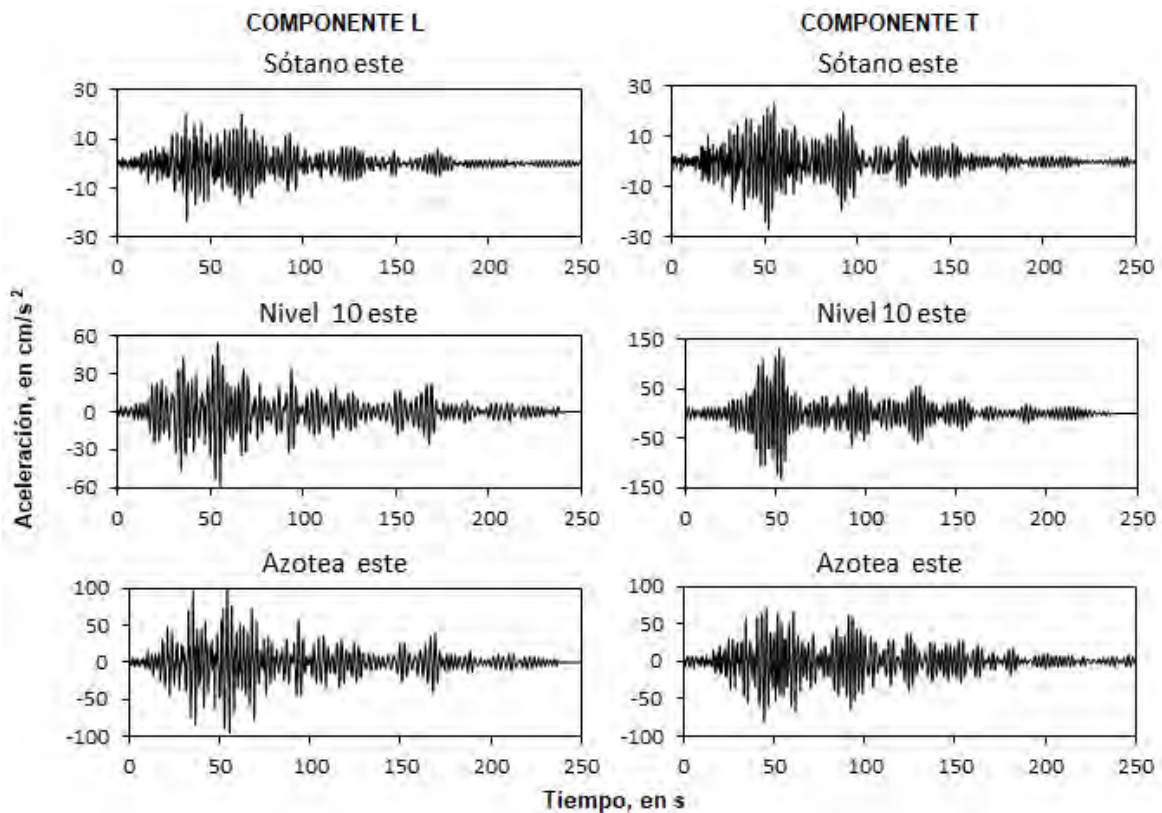 COMPONENTE L
COMPONENTE T
Sótano este
Sótano este
30
10
-10
-30
0 50 100 150 200 250
30
10
-10
-30
0 50 100 150 200 250
Nivel 10 este
Nivel 10 este
60
30
0
-30
-60
0 50 100 150 200 250
150
50
-50
-150
0 50 100 150 200 250
Azotea este
Azotea este
100
50
0
-50
-100
0 50 100 150 200 250
100
50
0
-50
-100
0 50 100 150 200 250
Aceleración, en cm/s⁻²
Tiempo, en s